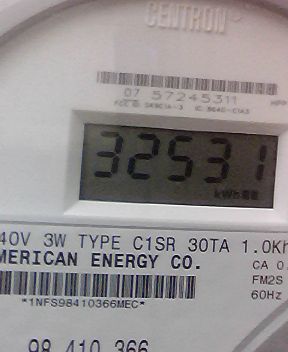 CENTRON
07 57245311
32531
kWh
40V 3W TYPE C1SR 30TA 1.0Kh
MERICAN ENERGY CO.
CA 0.
FM2S
60Hz
*1NFS98410366MEC*
98 410 366